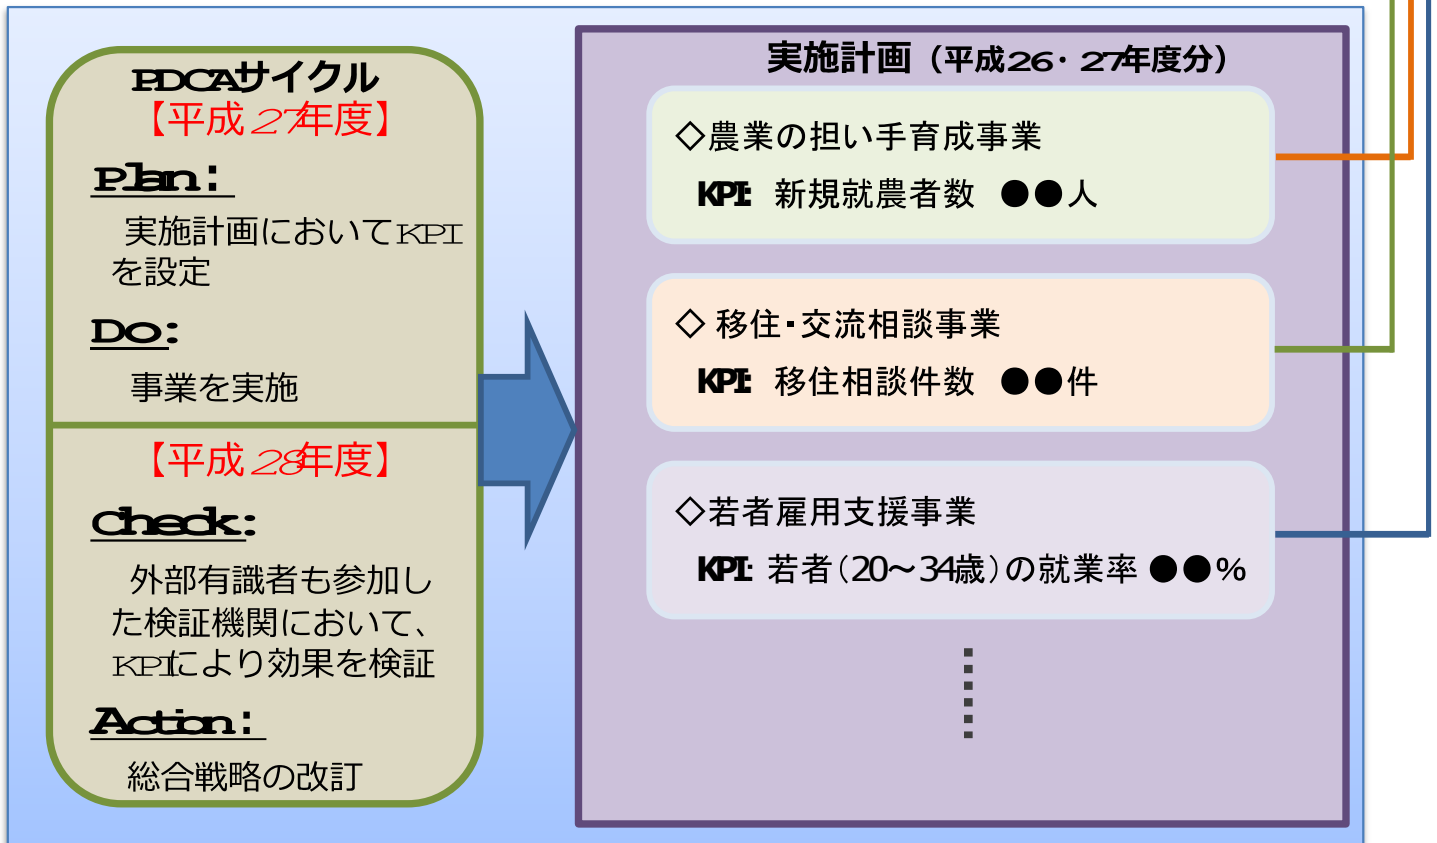 PDCAサイクル
【平成27年度】
Plan:
実施計画においてKPI
を設定
Do:
事業を実施
【平成28年度】
Check:
外部有識者も参加し
た検証機関において、
KPIにより効果を検証
Action:
総合戦略の改訂
実施計画（平成26・27年度分）
◇農業の担い手育成事業
KPI: 新規就農者数　●●人
◇ 移住・交流相談事業
KPI: 移住相談件数　●●件
◇若者雇用支援事業
KPI: 若者（20～34歳）の就業率 ●●%